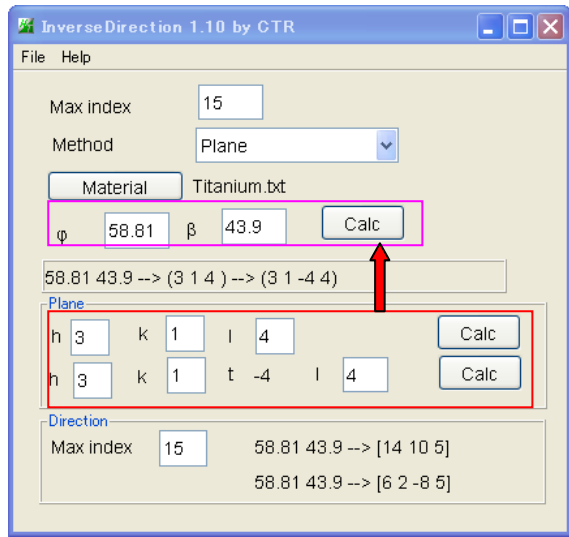 InverseDirection 1.10 by CTR
File Help
Max index 15
Method Plane
Material Titanium.txt
φ 58.81 β 43.9 Calc
58.81 43.9 --> (3 1 4 ) --> (3 1 -4 4)
Plane
h 3 k 1 l 4 Calc
h 3 k 1 t -4 l 4 Calc
Direction
Max index 15 58.81 43.9 --> [14 10 5]
58.81 43.9 --> [6 2 -8 5]